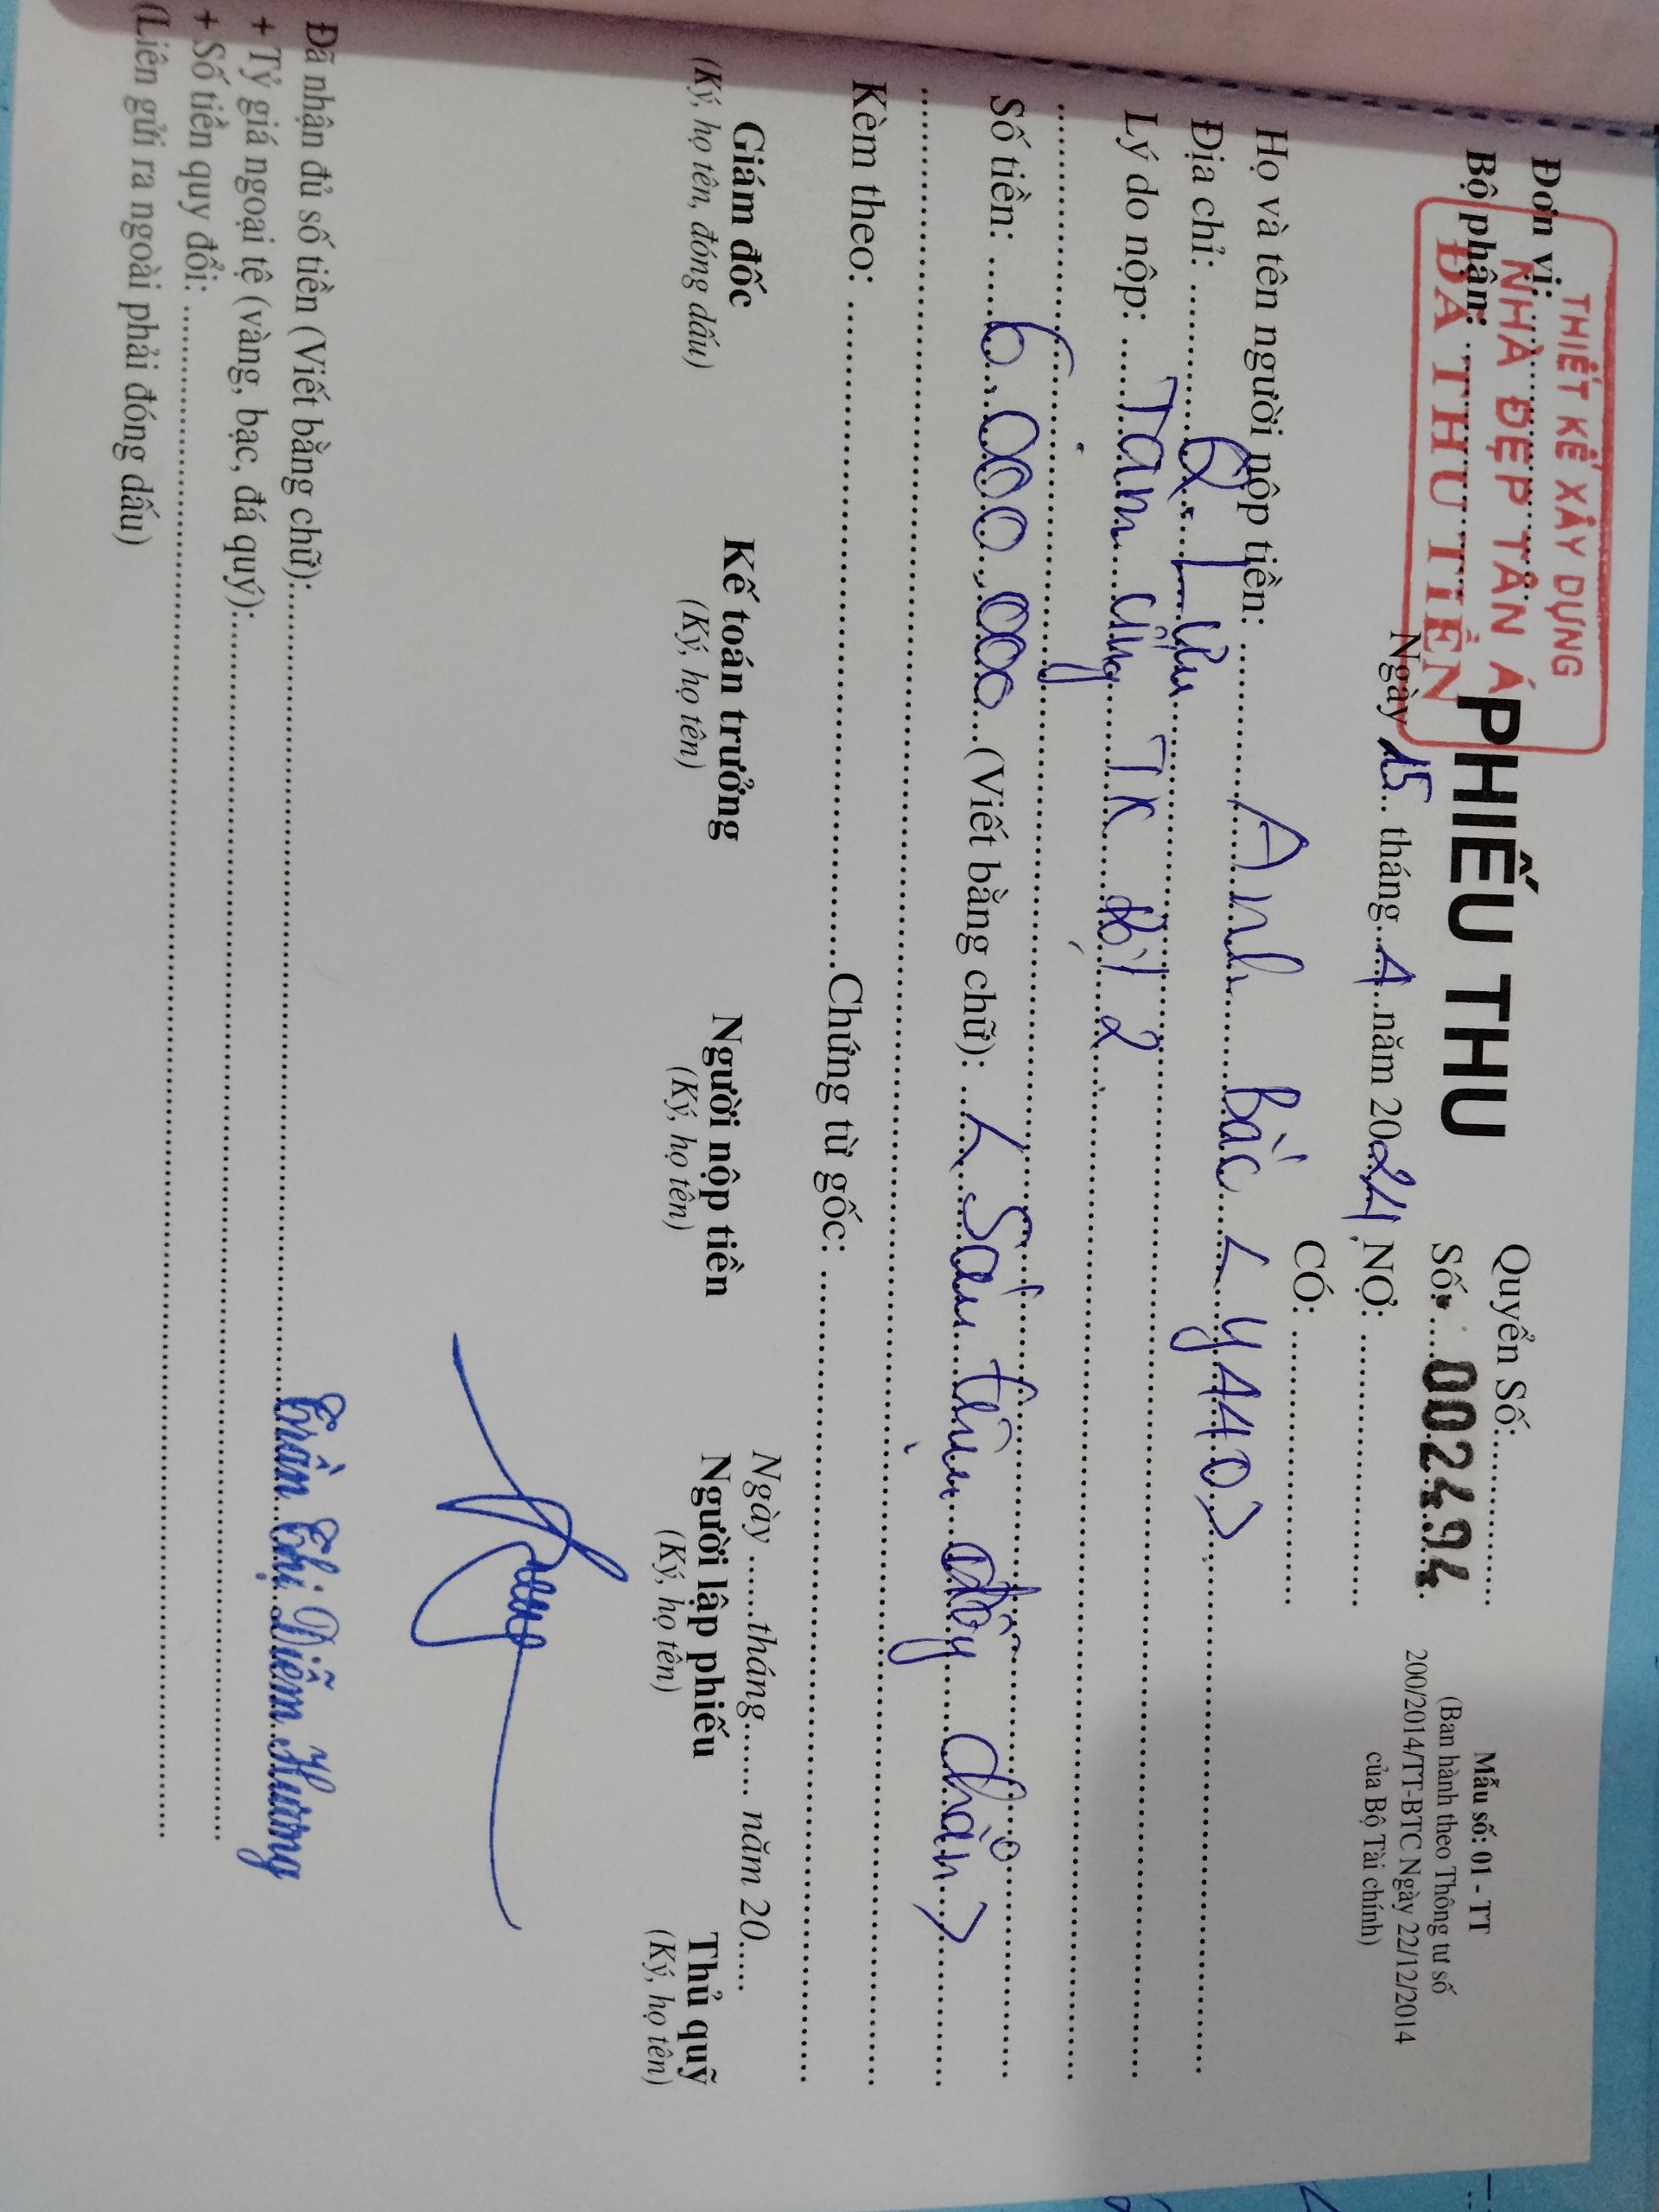 THIẾT KẾ XÂY DỰNG
NHÀ ĐẸP TÂN Á
ĐÃ THU TIỀN
Đơn vị:
Bộ phận:
PHIẾU THU
Ngày 15 tháng 1 năm 2024
Quyển Số:
Số: 002494
NỢ:
CÓ:
Mẫu số: 01 - TT
(Ban hành theo Thông tư số
200/2014/TT-BTC Ngày 22/12/2014
của Bộ Tài chính)
Họ và tên người nộp tiền: Anh Bắc < Y440>
Địa chỉ: Q. Lưu
Lý do nộp: Tạm ứng TK đợt 2
Số tiền: 6.000.000 (Viết bằng chữ): < Sáu triệu đồng chẵn>
Kèm theo: Chứng từ gốc:
Ngày tháng năm 20
Giám đốc
(Ký, họ tên, đóng dấu)
Kế toán trưởng
(Ký, họ tên)
Người nộp tiền
(Ký, họ tên)
Người lập phiếu
(Ký, họ tên)
Thủ quỹ
(Ký, họ tên)
Trần Thị Diễm Hương
Đã nhận đủ số tiền (Viết bằng chữ):
+ Tỷ giá ngoại tệ (vàng, bạc, đá quý):
+ Số tiền quy đổi:
(Liên gửi ra ngoài phải đóng dấu)